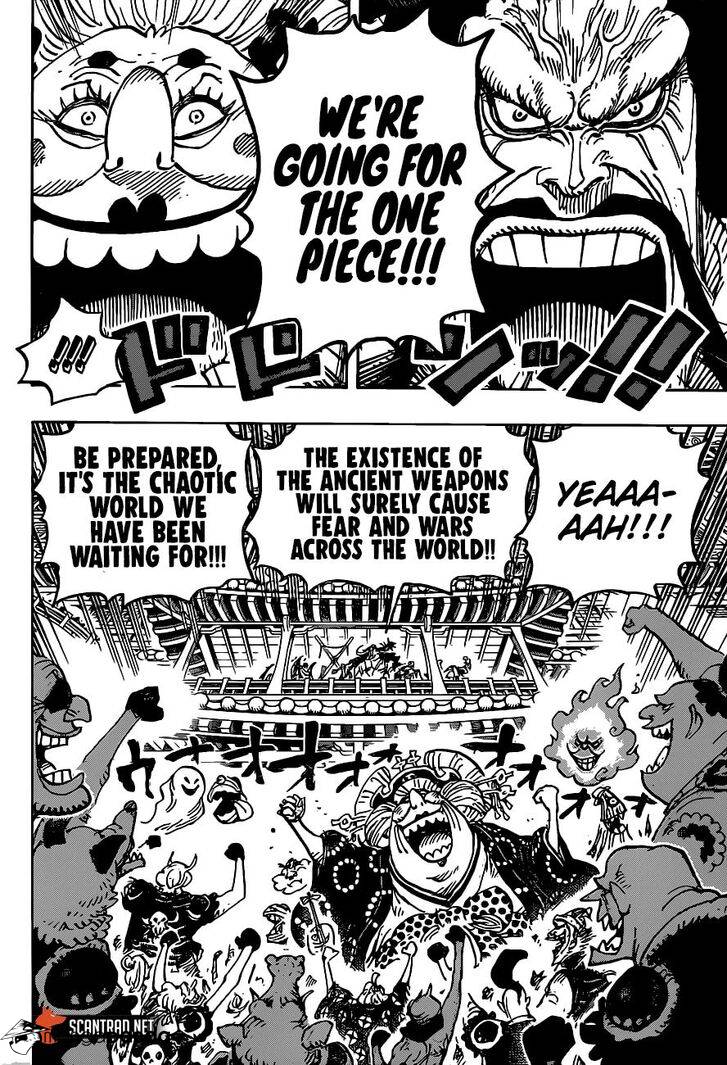 WE'RE
GOING FOR
THE ONE
PIECE!!!
!!!
ドドンッ!!
YEAAA-
AAH!!!
THE EXISTENCE OF
THE ANCIENT WEAPONS
WILL SURELY CAUSE
FEAR AND WARS
ACROSS THE WORLD!!
BE PREPARED,
IT'S THE CHAOTIC
WORLD WE
HAVE BEEN
WAITING FOR!!!
ウオオオオオオオ
SCANTRAD.NET